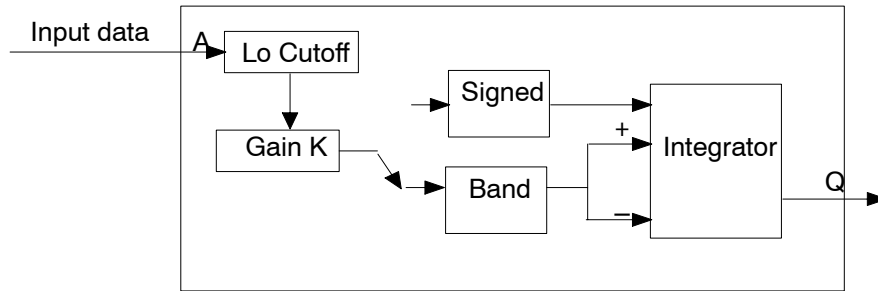 Input data
A
Lo Cutoff
Signed
+
Gain K
Integrator
Band
Q
–